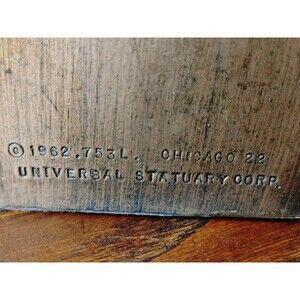 © 1962. 753L, CHICAGO 22
UNIVERSAL STATUARY CORP.